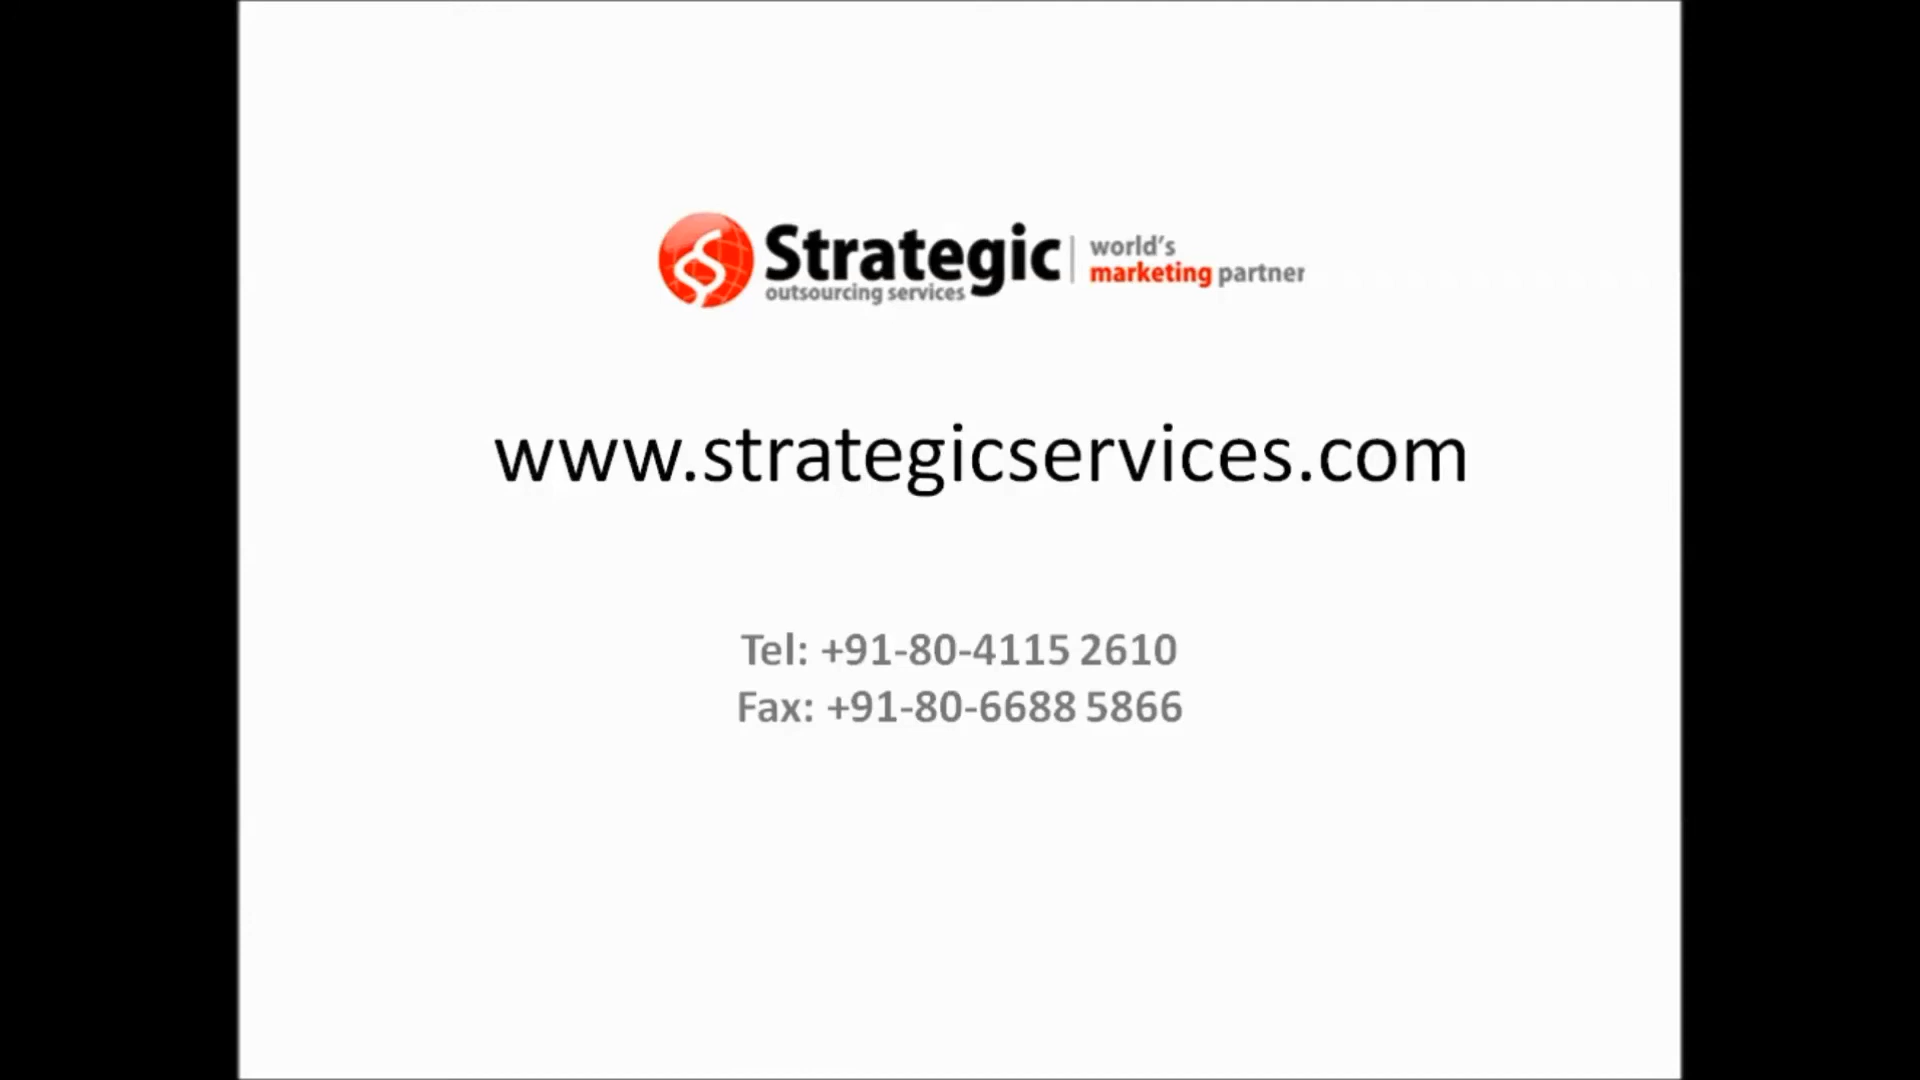 Strategic
outsourcing services
world's
marketing partner
www.strategicservices.com
Tel: +91-80-4115 2610
Fax: +91-80-6688 5866